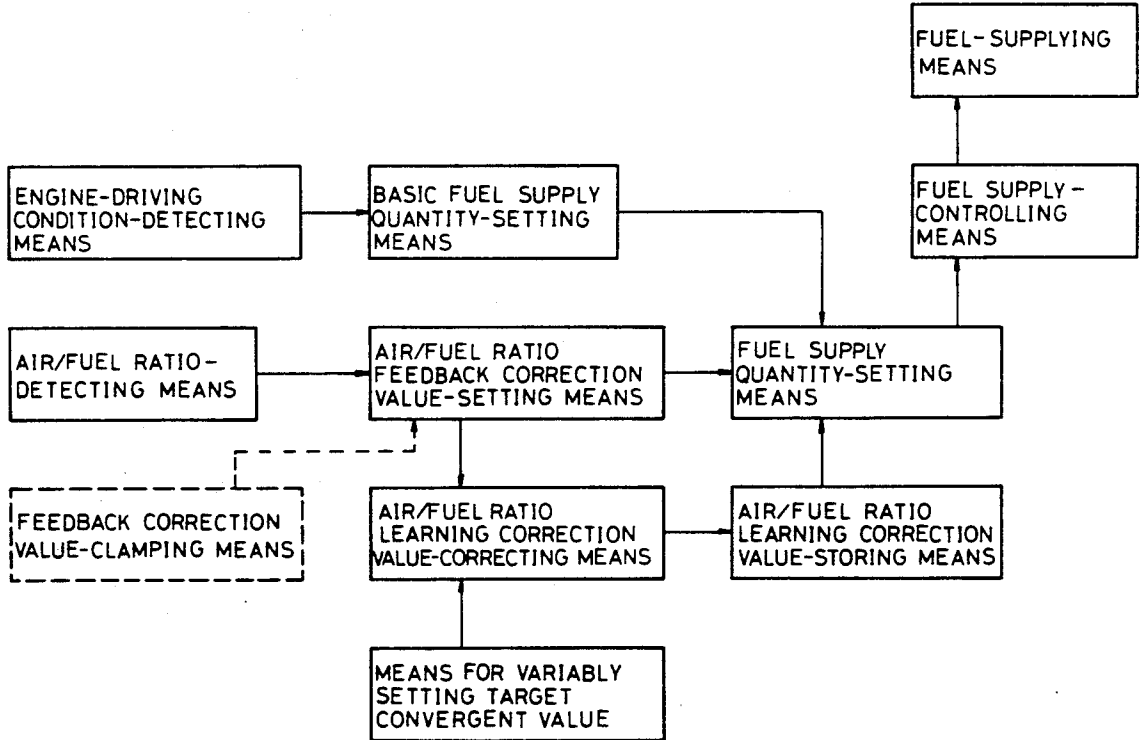 FUEL-SUPPLYING
MEANS
ENGINE-DRIVING
CONDITION-DETECTING
MEANS
BASIC FUEL SUPPLY
QUANTITY-SETTING
MEANS
FUEL SUPPLY-
CONTROLLING
MEANS
AIR/FUEL RATIO-
DETECTING MEANS
AIR/FUEL RATIO
FEEDBACK CORRECTION
VALUE-SETTING MEANS
FUEL SUPPLY
QUANTITY-SETTING
MEANS
FEEDBACK CORRECTION
VALUE-CLAMPING MEANS
AIR/FUEL RATIO
LEARNING CORRECTION
VALUE-CORRECTING MEANS
AIR/FUEL RATIO
LEARNING CORRECTION
VALUE-STORING MEANS
MEANS FOR VARIABLY
SETTING TARGET
CONVERGENT VALUE